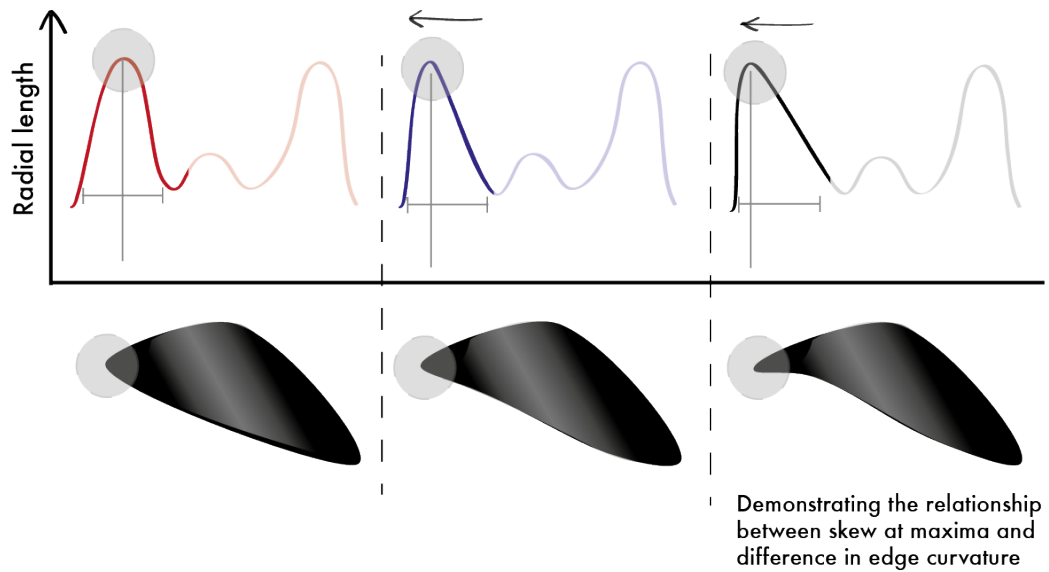 Radial length
Demonstrating the relationship
between skew at maxima and
difference in edge curvature